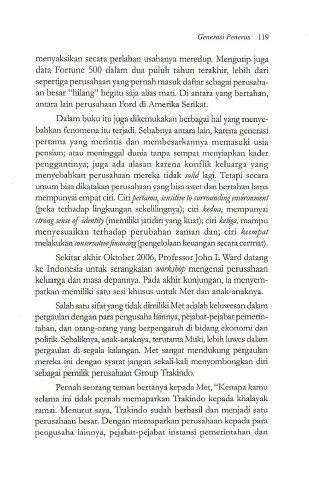 Generasi Penerus 119
menyaksikan secara perlahan usahanya meredup. Mengutip juga
data Fortune 500 dalam dua puluh tahun terakhir, lebih dari
sepertiga perusahaan yang pernah masuk daftar sebagai perusaha-
an besar “hilang” begitu saja alias mati. Di antara yang bertahan,
antara lain perusahaan Ford di Amerika Serikat.
Dalam buku itu juga dikemukakan berbagai hal yang menye-
babkan fenomena itu terjadi. Sebabnya antara lain, karena generasi
pertama yang merintis dan membesarkannya memasuki usia
pensiun; atau meninggal dunia tanpa sempat menyiapkan kader
penggantinya; juga ada alasan karena konflik keluarga yang
menyebabkan perusahaan mereka tidak solid lagi. Tetapi secara
umum bisa dikatakan perusahaan yang bisa awet dan bertahan lama
mempunyai empat ciri. Ciri pertama, sensitive to surrounding environment
(peka terhadap lingkungan sekelilingnya); ciri kedua, mempunyai
strong sense of identity (memiliki jatidiri yang kuat); ciri ketiga, mampu
menyesuaikan terhadap perubahan zaman dan; ciri keempat
melakukan conservative financing (pengelolaan keuangan secara cermat).
Sekitar akhir Oktober 2006, Professor John L Ward datang
ke Indonesia untuk serangkaian workshop mengenai perusahaan
keluarga dan masa depannya. Pada akhir kunjungan, ia menyem-
patkan memiliki satu sesi khusus untuk Met dan anak-anaknya.
Salah satu sifat yang tidak dimiliki Met adalah keluwesan dalam
pergaulan dengan para pengusaha lainnya, pejabat-pejabat pemerin-
tahan, dan orang-orang yang berpengaruh di bidang ekonomi dan
politik. Sebaliknya, anak-anaknya, terutama Muki, lebih luwes dalam
pergaulan di segala kalangan. Met sangat mendukung pergaulan
mereka ini dengan syarat jangan sekali-kali menyombongkan diri
sebagai pemilik perusahaan Group Trakindo.
Pernah seorang teman bertanya kepada Met, “Kenapa kamu
selama ini tidak pernah memaparkan Trakindo kepada khalayak
ramai. Menurut saya, Trakindo sudah berhasil dan menjadi satu
perusahaan besar. Dengan memaparkan perusahaan kepada para
pengusaha lainnya, pejabat-pejabat instansi pemerintahan dan